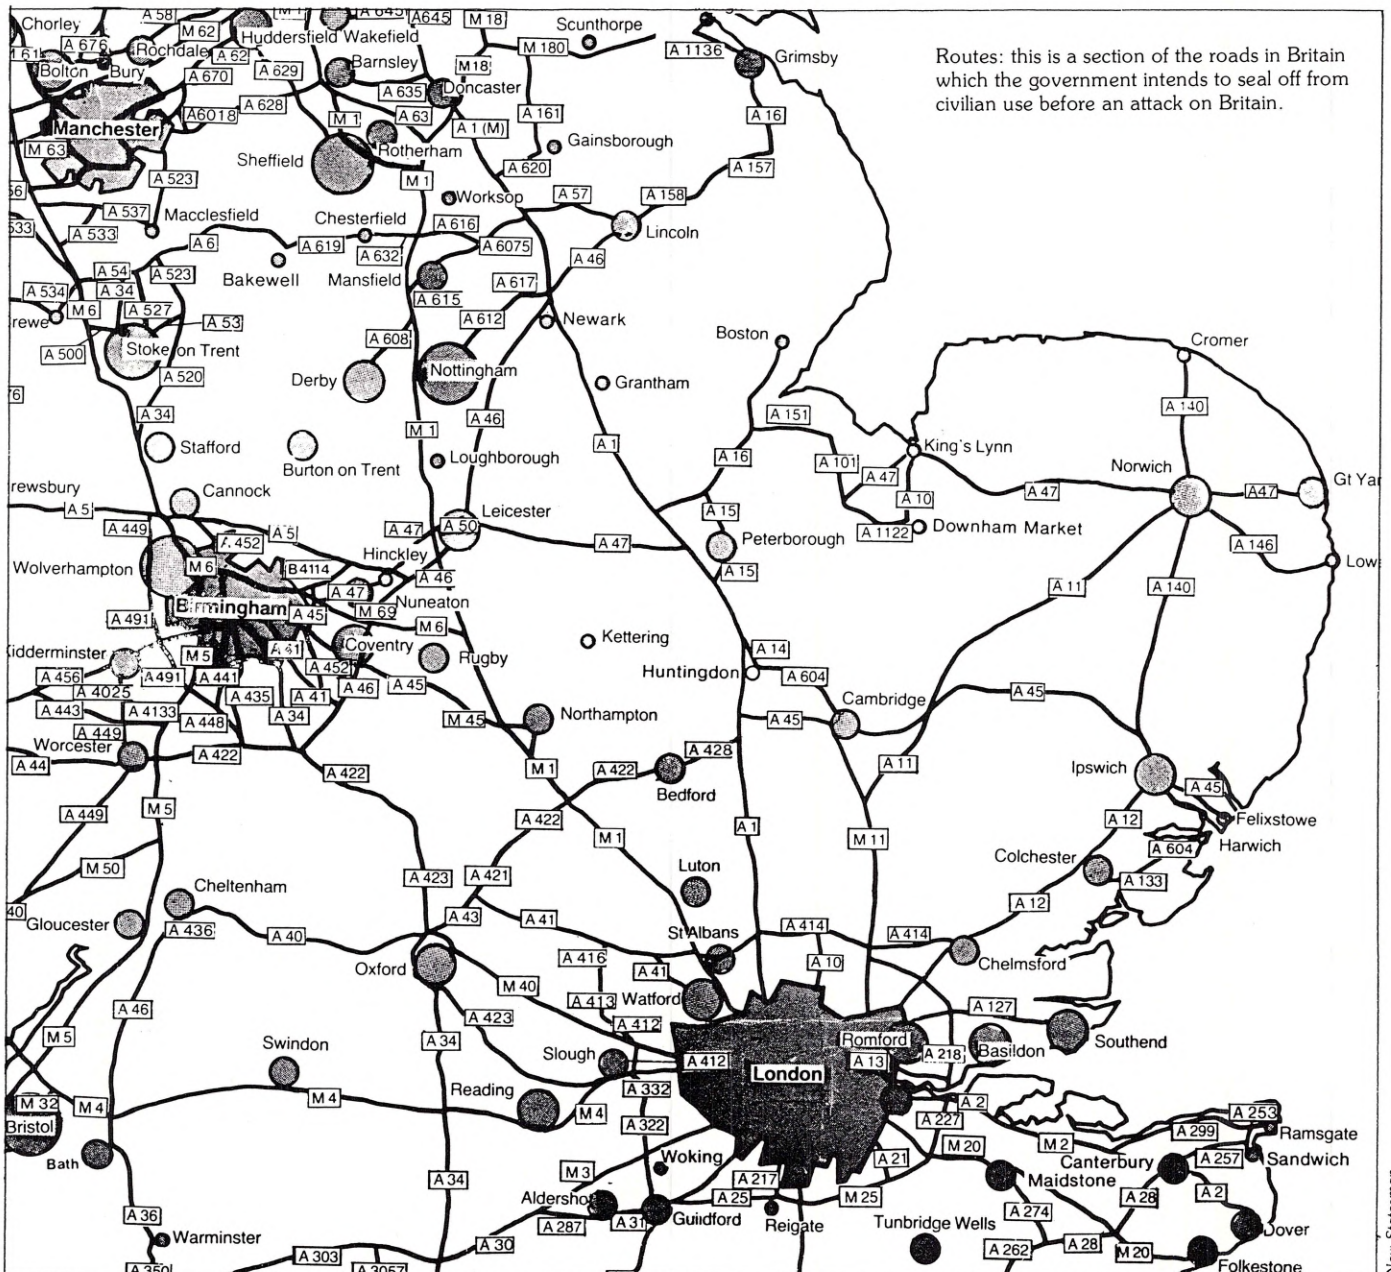 Routes: this is a section of the roads in Britain
which the government intends to seal off from
civilian use before an attack on Britain.
Chorley
A 58
M 62
A 645
A645
M 18
Scunthorpe
A 676
Rochdale
A 62
Huddersfield
Wakefield
M 180
A 1136
Grimsby
Bolton
Bury
A 670
A 629
Barnsley
M18
A 628
A 635
Doncaster
A6018
M 1
A 63
A 1 (M)
A 161
A 16
Manchester
M 63
Sheffield
Rotherham
Gainsborough
A 620
A 157
A 523
M 1
Worksop
A 57
A 158
A 537
Macclesfield
Chesterfield
A 616
Lincoln
A 533
A 6
A 619
A 632
A 6075
A 54
A 523
Bakewell
Mansfield
A 617
A 46
A 534
A 34
M 6
A 527
A 53
A 615
A 612
Newark
Boston
Cromer
A 500
Stoke on Trent
A 608
A 520
Derby
Nottingham
Grantham
A 34
A 46
A 151
A 140
M 1
A 1
Stafford
Burton on Trent
Loughborough
A 16
A 101
A 47
King's Lynn
Norwich
Gt Yar
rewsbury
A 5
Cannock
A 10
A 47
A47
A 449
A 452
A 5
A 47
A 50
Leicester
A 15
A 1122
Downham Market
A 47
Peterborough
A 146
Wolverhampton
M 6
B 4114
Hinckley
A 46
A 15
A 11
A 140
Low
Birmingham
A 45
A 47
M 69
Nuneaton
M 6
A 491
Kettering
A 14
M 5
A 452
Coventry
Rugby
Huntingdon
A 604
A 456
A491
A 441
A 4025
A 435
A 41
A 46
A 45
Cambridge
A 45
A 443
A 4133
A 448
A 34
M 45
Northampton
A 45
A 449
Worcester
A 422
A 428
A 44
A 422
M 1
A 422
Bedford
A 11
Ipswich
A 45
A 449
M 5
A 422
M 1
A 1
M 11
A 12
Felixstowe
Harwich
A 604
M 50
A 423
A 421
Luton
Colchester
A 133
Cheltenham
A 12
Gloucester
A 436
A 40
A 43
A 41
St Albans
A 414
A 414
Oxford
A 416
A 41
A 10
Chelmsford
M 40
A 413
Watford
A 46
A 423
A 412
A 127
M 5
A 34
Swindon
Slough
A 412
Romford
A 13
A 218
Basildon
Southend
London
M 32
M 4
M 4
Reading
M 4
A 332
A 2
A 227
A 253
Bristol
A 322
M 20
M 2
A 299
Ramsgate
Bath
M 3
Woking
A 21
Canterbury
A 257
Sandwich
A 34
Aldershot
A 217
A 25
M 25
Maidstone
A 28
A 2
A 36
A 287
A 31
Guildford
Reigate
Tunbridge Wells
A 274
Dover
Warminster
A 303
A 30
A 262
A 28
M 20
Folkestone
A 350
A 3057